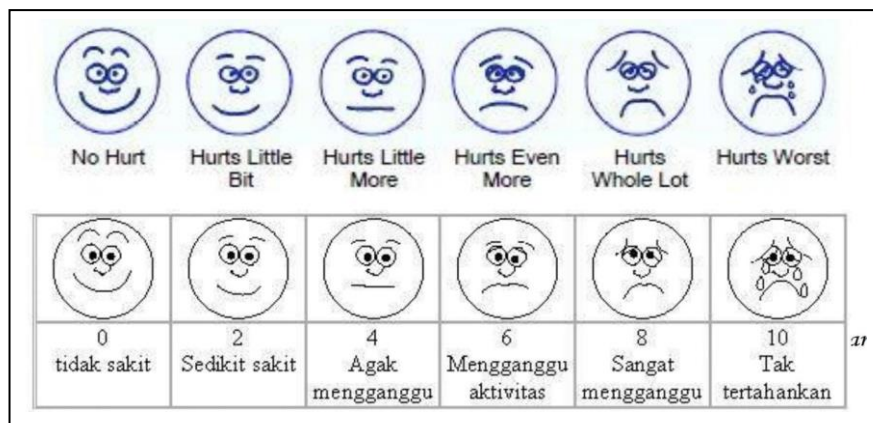 No Hurt Hurts Little Bit Hurts Little More Hurts Even More Hurts Whole Lot Hurts Worst
0 2 4 6 8 10
tidak sakit Sedikit sakit Agak mengganggu Mengganggu aktivitas Sangat mengganggu Tak tertahankan